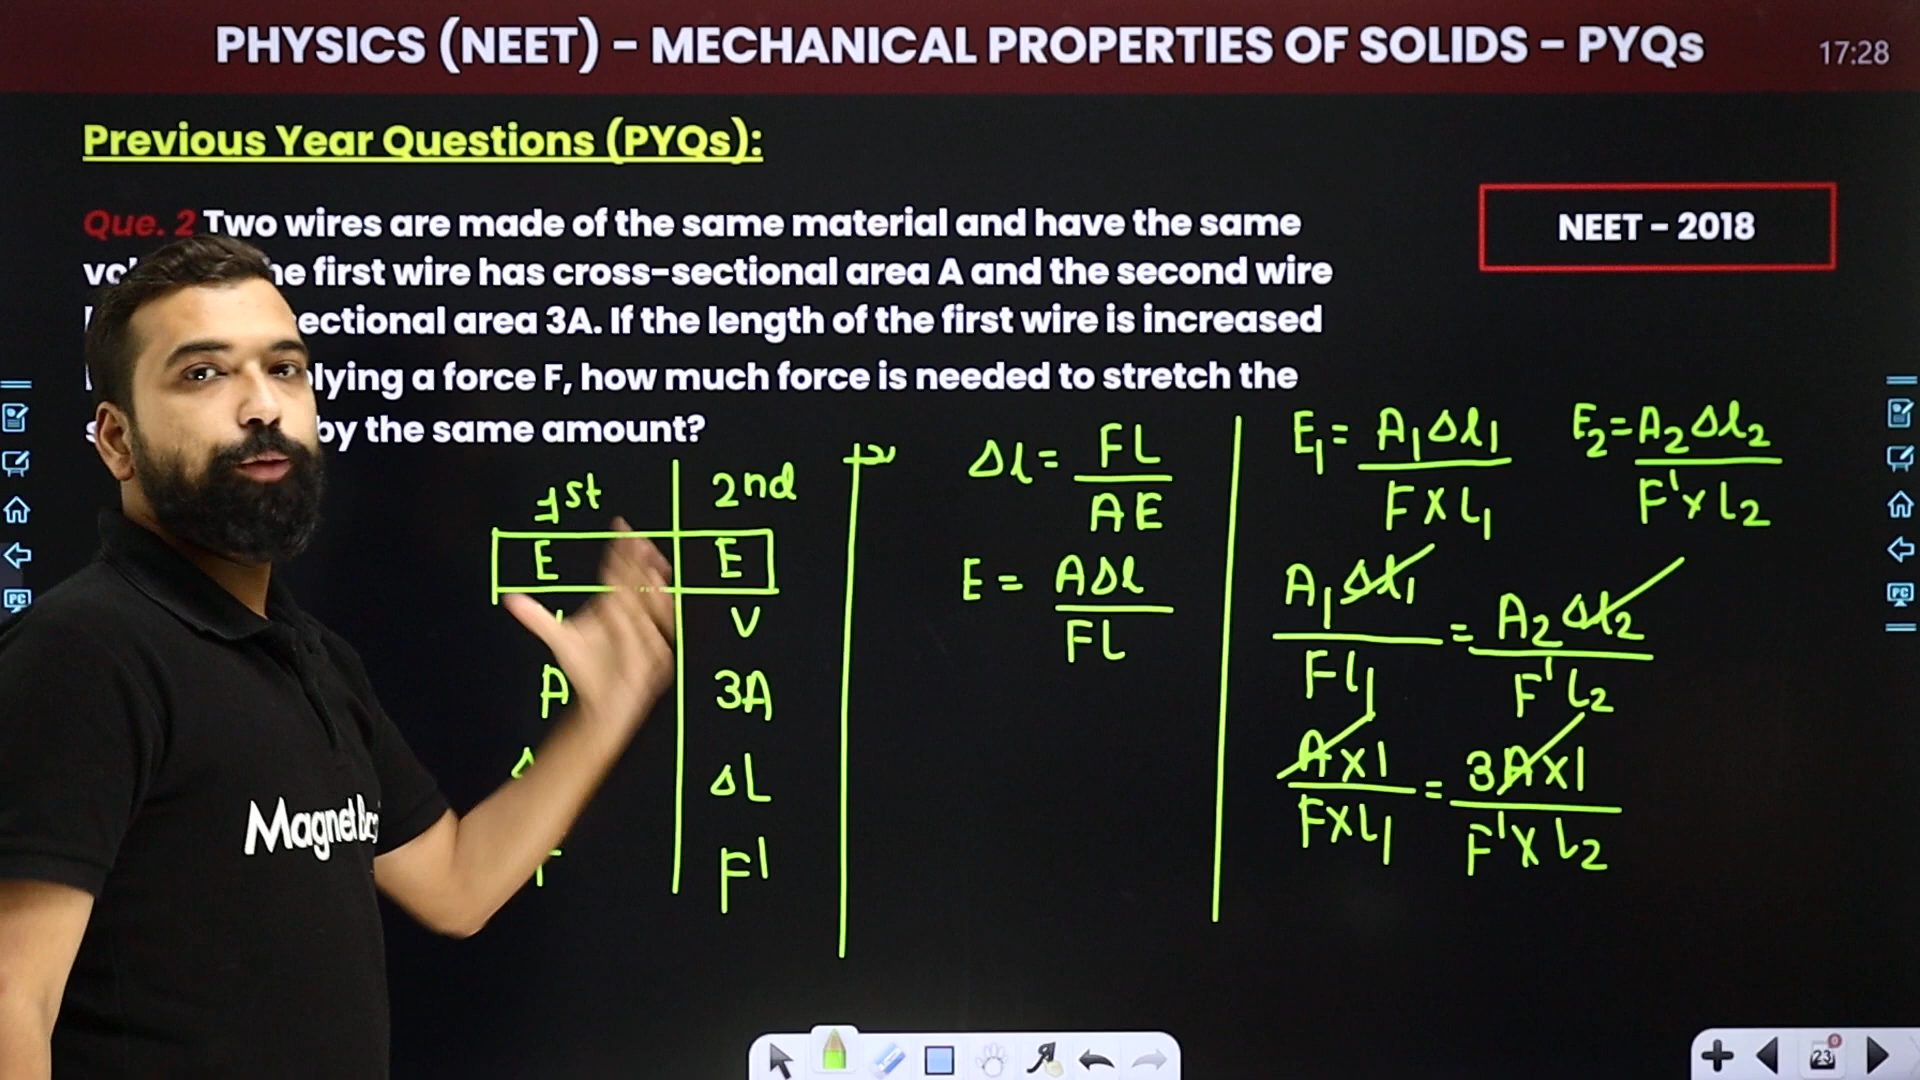 PHYSICS (NEET) – MECHANICAL PROPERTIES OF SOLIDS – PYQs
17:28
Previous Year Questions (PYQs):
NEET – 2018
Que. 2 Two wires are made of the same material and have the same
he first wire has cross-sectional area A and the second wire
ectional area 3A. If the length of the first wire is increased
lying a force F, how much force is needed to stretch the
by the same amount?
1st 2nd
E E
V
A 3A
ΔL
F'
Δl = FL / AE
E = AΔl / FL
E₁ = A₁Δl₁ / F×L₁ E₂ = A₂Δl₂ / F'×L₂
A₁Δl₁ / FL₁ = A₂Δl₂ / F'L₂
A×1 / F×L₁ = 3A×1 / F'×L₂
Magnet
PC
PC
23